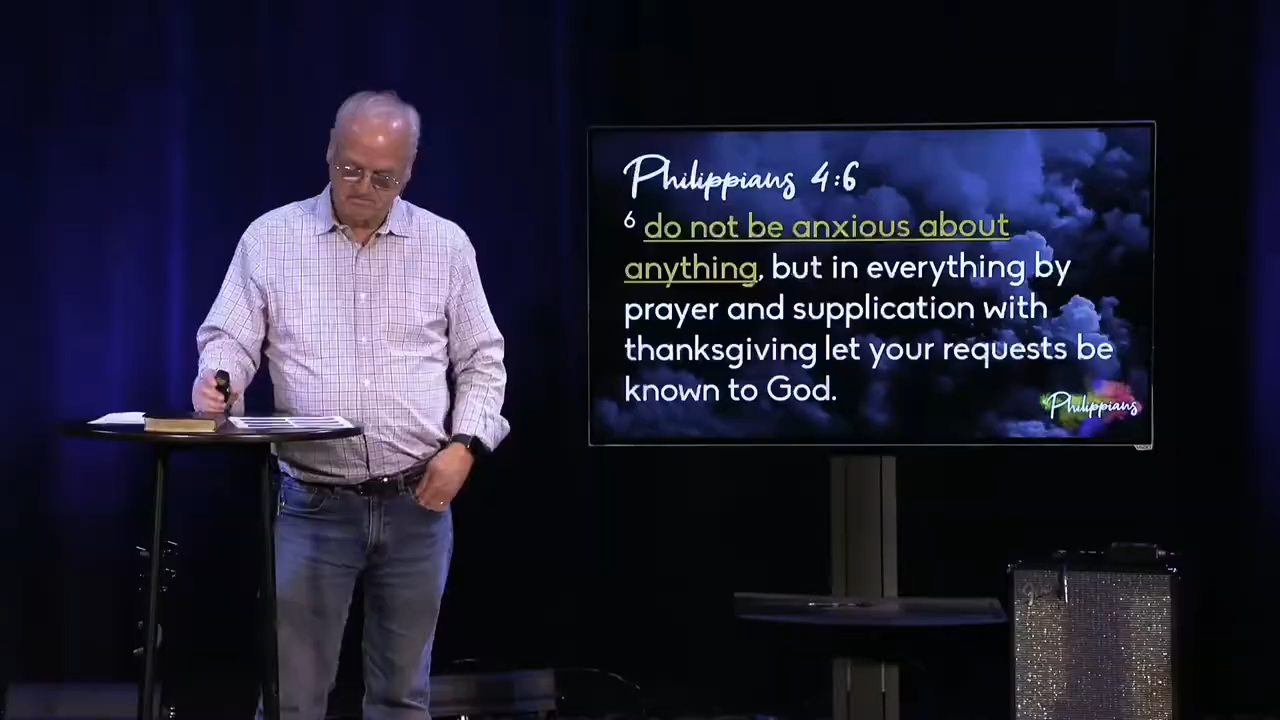 Philippians 4:6
6 do not be anxious about
anything, but in everything by
prayer and supplication with
thanksgiving let your requests be
known to God.
Philippians
Fender